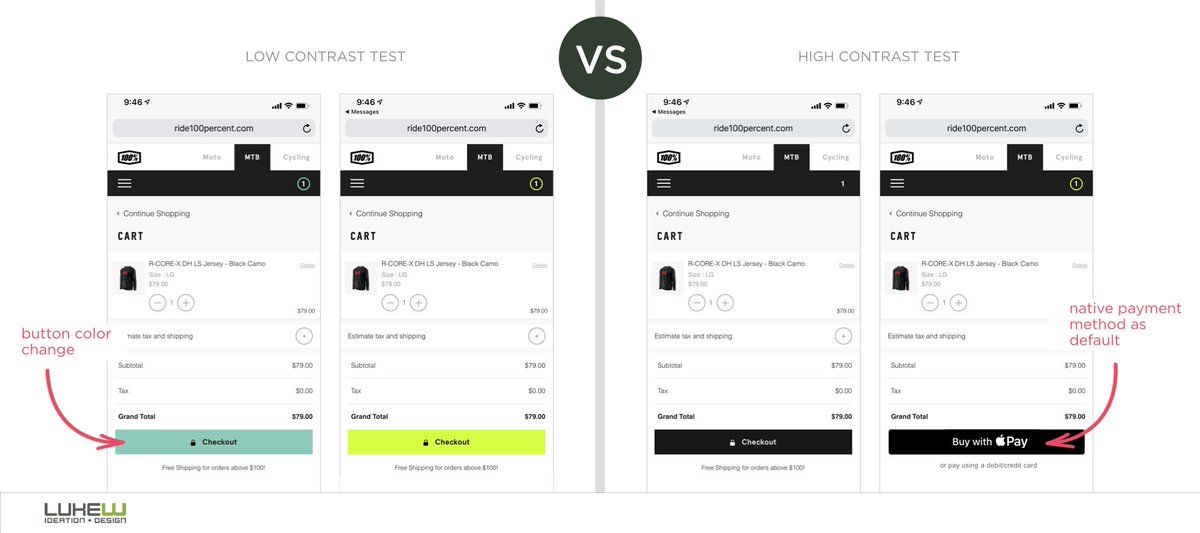 LOW CONTRAST TEST
VS
HIGH CONTRAST TEST
9:46
ride100percent.com
100%
Moto MTB Cycling
1
‹ Continue Shopping
CART
R-CORE-X DH LS Jersey - Black Camo
Delete
Size : LG
$79.00
− 1 +
$79.00
mate tax and shipping +
Subtotal $79.00
Tax $0.00
Grand Total $79.00
Checkout
Free Shipping for orders above $100!
button color
change
9:46
◀ Messages
ride100percent.com
100%
Moto MTB Cycling
1
‹ Continue Shopping
CART
R-CORE-X DH LS Jersey - Black Camo
Delete
Size : LG
$79.00
− 1 +
$79.00
Estimate tax and shipping +
Subtotal $79.00
Tax $0.00
Grand Total $79.00
Checkout
Free Shipping for orders above $100!
9:46
◀ Messages
ride100percent.com
100%
Moto MTB Cycling
1
‹ Continue Shopping
CART
R-CORE-X DH LS Jersey - Black Camo
Delete
Size : LG
$79.00
− 1 +
$79.00
Estimate tax and shipping +
Subtotal $79.00
Tax $0.00
Grand Total $79.00
Checkout
Free Shipping for orders above $100!
9:46
ride100percent.com
100%
Moto MTB Cycling
1
‹ Continue Shopping
CART
R-CORE-X DH LS Jersey - Black Camo
Delete
Size : LG
$79.00
− 1 +
Estimate tax and shipping
Subtotal $79.00
Tax $0.00
Grand Total $79.00
Buy with Pay
or pay using a debit/credit card
native payment
method as
default
LUKEW
IDEATION + DESIGN